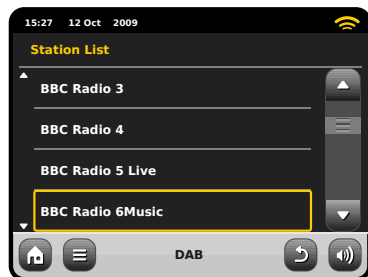 15:27 12 Oct 2009
Station List
BBC Radio 3
BBC Radio 4
BBC Radio 5 Live
BBC Radio 6Music
DAB